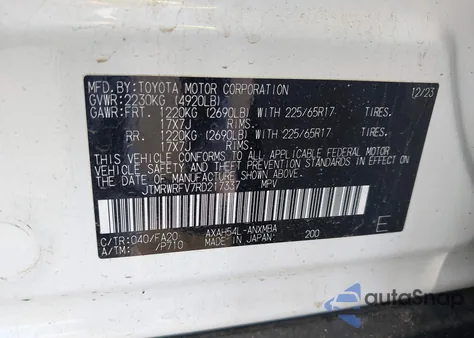 MFD.BY:TOYOTA MOTOR CORPORATION 12/23
GVWR:2230KG (4920LB)
GAWR:FRT. 1220KG (2690LB) WITH 225/65R17 TIRES.
17X7J RIMS.
RR. 1220KG (2690LB) WITH 225/65R17 TIRES.
17X7J RIMS.
THIS VEHICLE CONFORMS TO ALL APPLICABLE FEDERAL MOTOR
VEHICLE SAFETY AND BUMPER STANDARDS IN EFFECT ON
THE DATE OF MANUFACTURE SHOWN ABOVE.
JTMRWRFV7RD217337 MPV
C/TR:040/FA20 AXAH54L-ANXMBA
A/TM: /P710 MADE IN JAPAN. 200 E
autoSnap